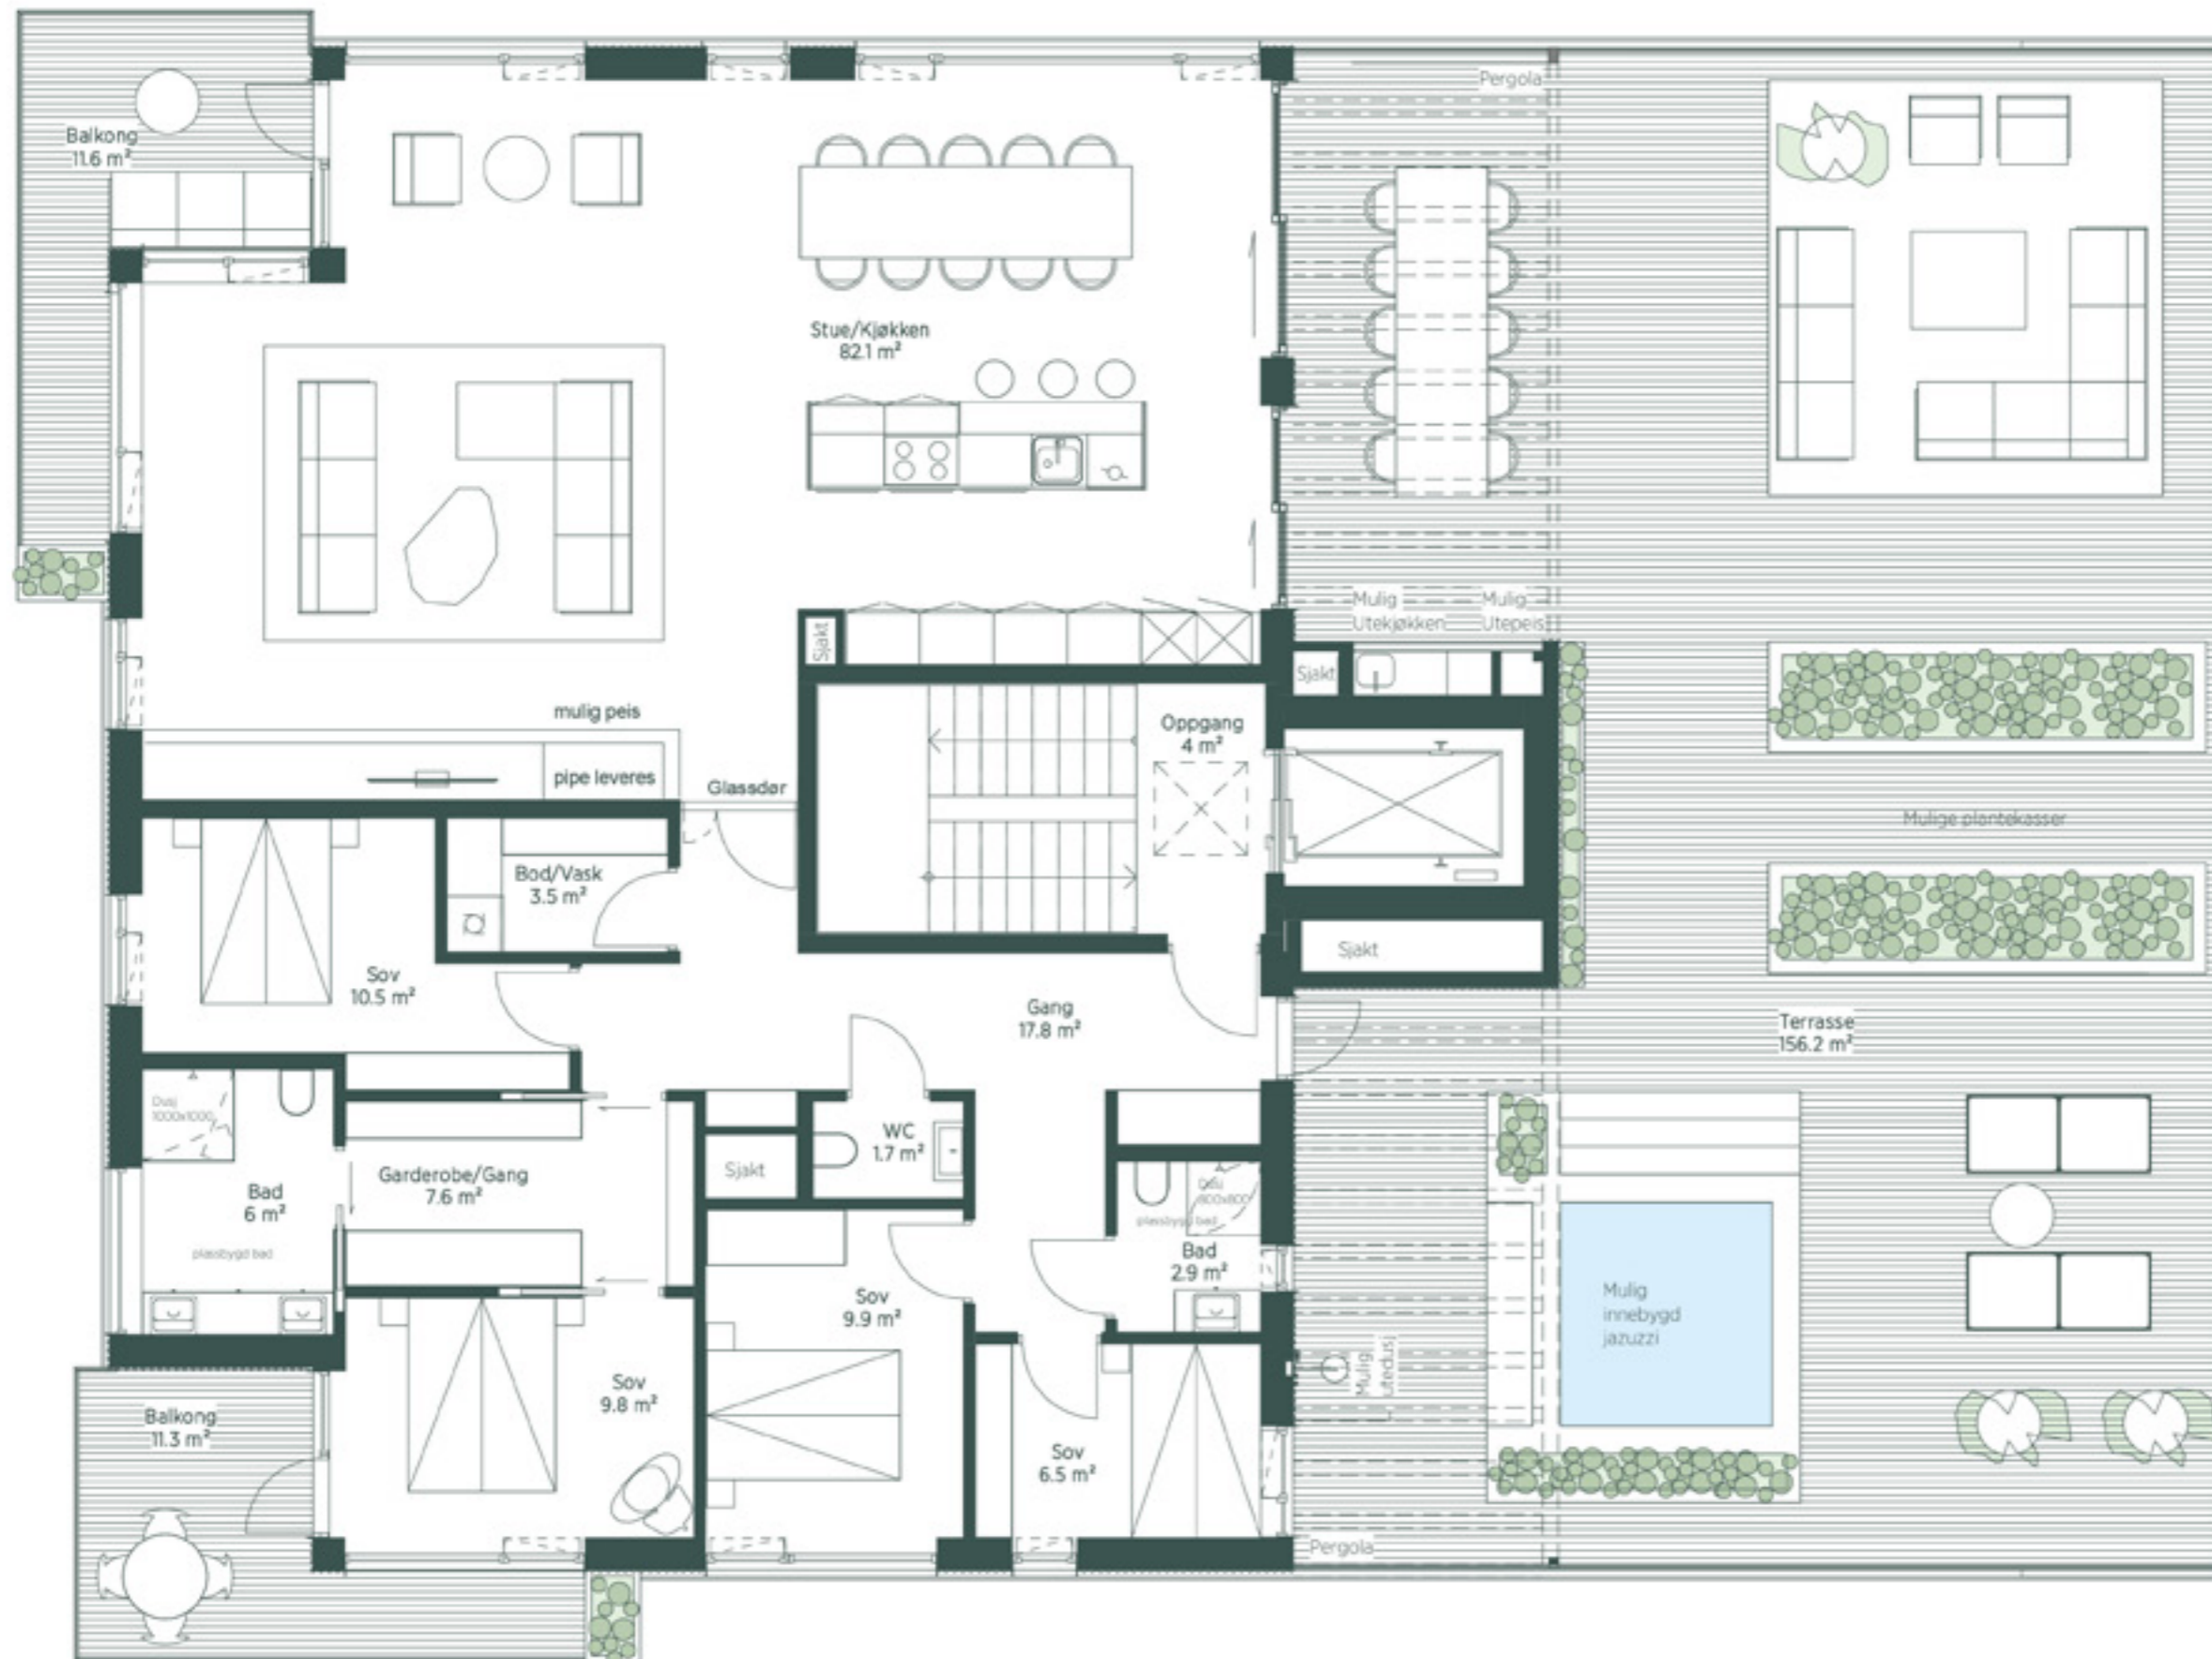 Pergola
Balkong
11.6 m²
Stue/Kjøkken
82.1 m²
Mulig
Utekjøkken
Mulig
Utepeis
Sjakt
Sjakt
mulig peis
Oppgang
4 m²
pipe leveres
Glassdør
Mulige plantekasser
Bod/Vask
3.5 m²
Sov
10.5 m²
Sjakt
Gang
17.8 m²
Terrasse
156.2 m²
Dusj
1000x1000
WC
1.7 m²
Sjakt
Garderobe/Gang
7.6 m²
Bad
6 m²
plassbygd bad
Dusj
800x800
plassbygd bad
Bad
2.9 m²
Sov
9.9 m²
Mulig
innebygd
jazuzzi
Mulig
utedusj
Sov
9.8 m²
Balkong
11.3 m²
Sov
6.5 m²
Pergola